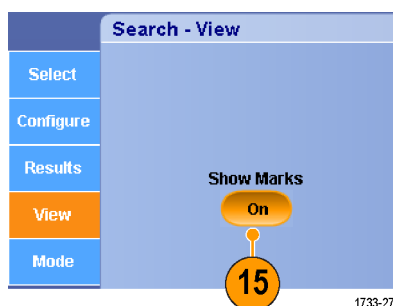 Search - View
Select
Configure
Results
View
Mode
Show Marks
On
15
1733-27